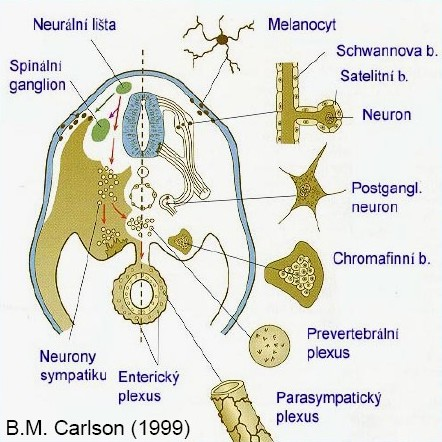 Neurální lišta
Melanocyt
Schwannova b.
Spinální
ganglion
Satelitní b.
Neuron
Postgangl.
neuron
Chromafinní b.
Prevertebrální
plexus
Neurony
sympatiku
Enterický
plexus
Parasympatický
plexus
B.M. Carlson (1999)